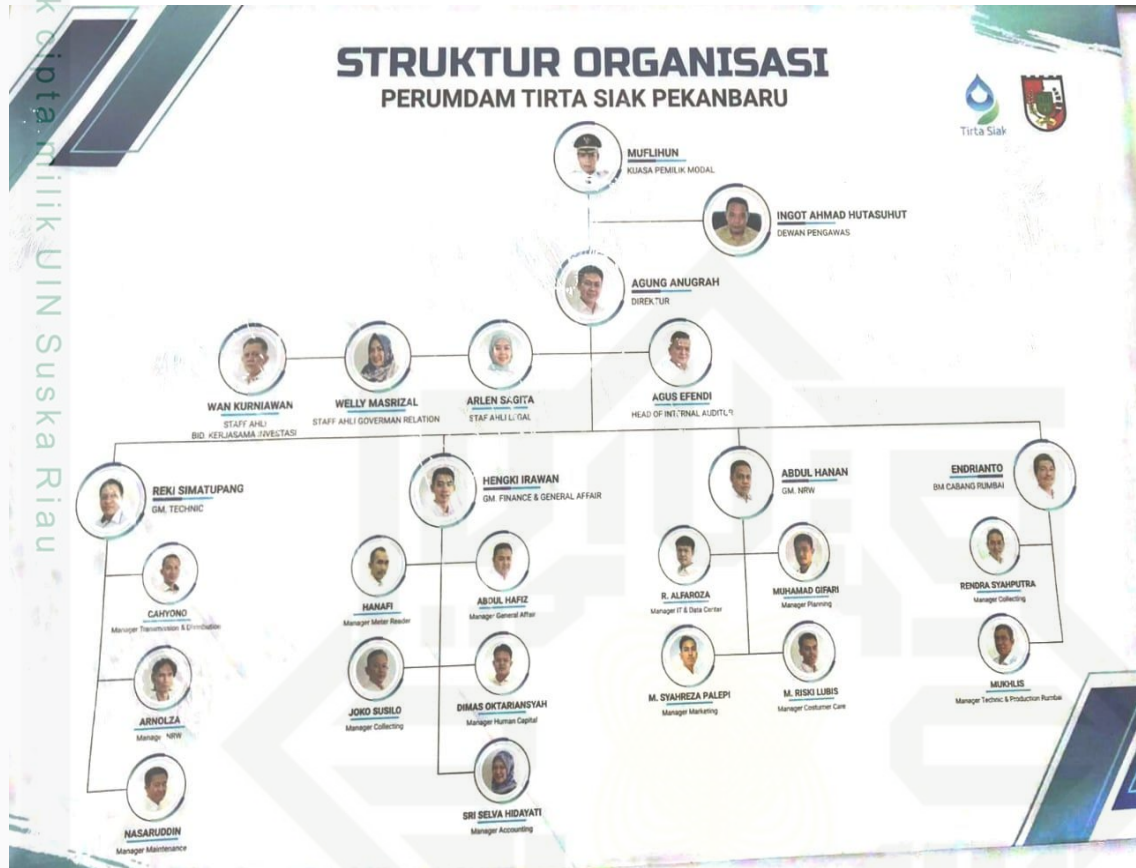 k cipta milik UIN Suska Riau
STRUKTUR ORGANISASI
PERUMDAM TIRTA SIAK PEKANBARU
Tirta Siak
MUFLIHUN
KUASA PEMILIK MODAL
INGOT AHMAD HUTASUHUT
DEWAN PENGAWAS
AGUNG ANUGRAH
DIREKTUR
WAN KURNIAWAN
STAFF AHLI
BID. KERJASAMA INVESTASI
WELLY MASRIZAL
STAFF AHLI GOVERMAN RELATION
ARLEN SAGITA
STAF AHLI LEGAL
AGUS EFENDI
HEAD OF INTERNAL AUDITOR
REKI SIMATUPANG
GM. TECHNIC
HENGKI IRAWAN
GM. FINANCE & GENERAL AFFAIR
ABDUL HANAN
GM. NRW
ENDRIANTO
BM CABANG RUMBAI
CAHYONO
Manager Transmission & Distribution
HANAFI
Manager Meter Reader
ABDUL HAFIZ
Manager General Affair
R. ALFAROZA
Manager IT & Data Center
MUHAMAD GIFARI
Manager Planning
RENDRA SYAHPUTRA
Manager Collecting
ARNOLZA
Manager NRW
JOKO SUSILO
Manager Collecting
DIMAS OKTARIANSYAH
Manager Human Capital
M. SYAHREZA PALEPI
Manager Marketing
M. RISKI LUBIS
Manager Costumer Care
MUKHLIS
Manager Technic & Production Rumbai
NASARUDDIN
Manager Maintenance
SRI SELVA HIDAYATI
Manager Accounting